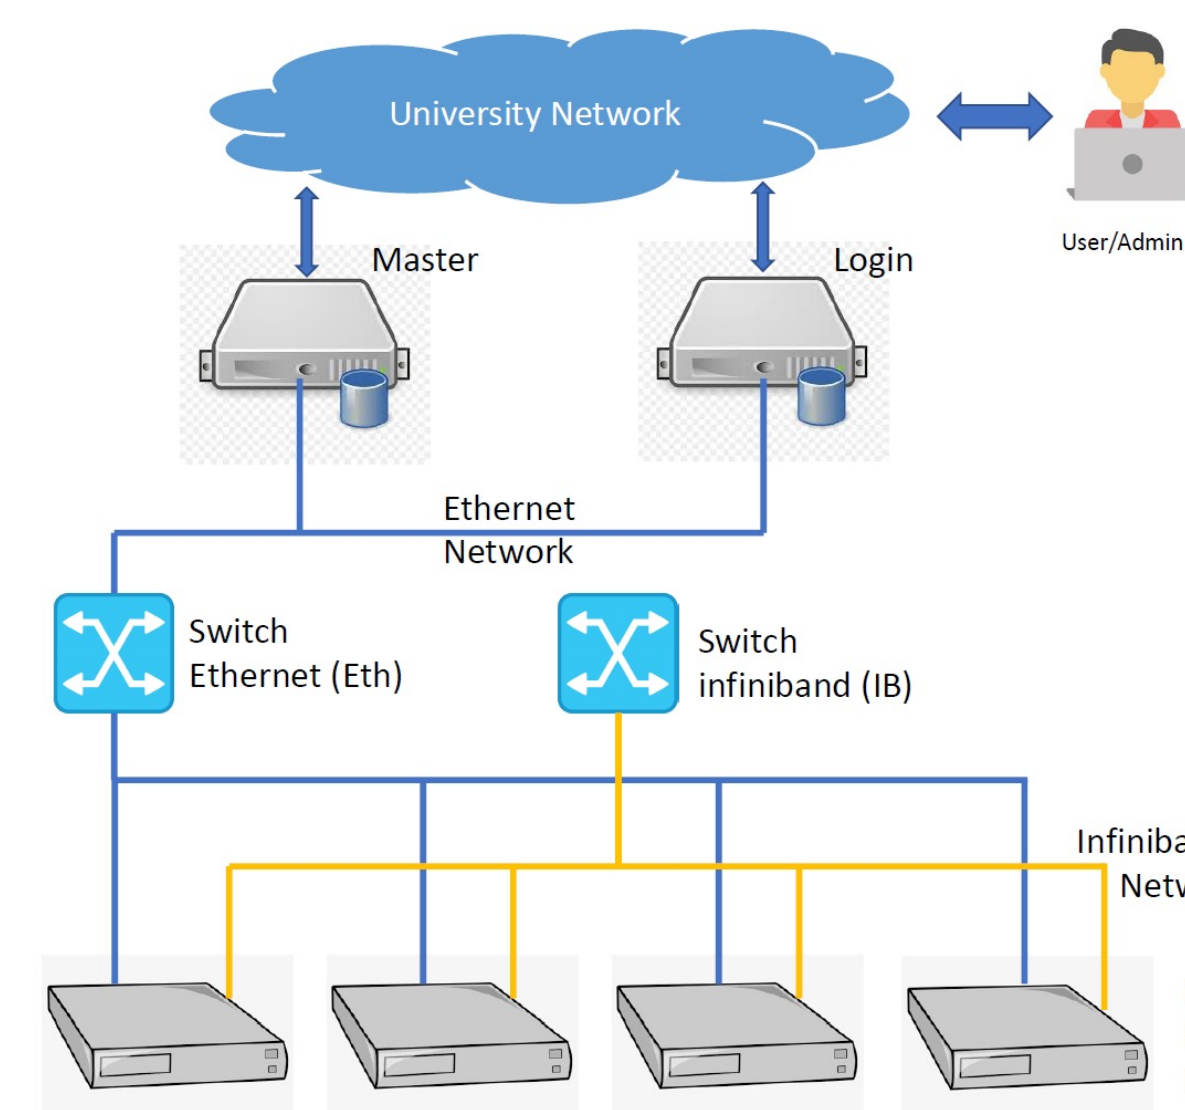 University Network
User/Admin
Master
Login
Ethernet
Network
Switch
Ethernet (Eth)
Switch
infiniband (IB)